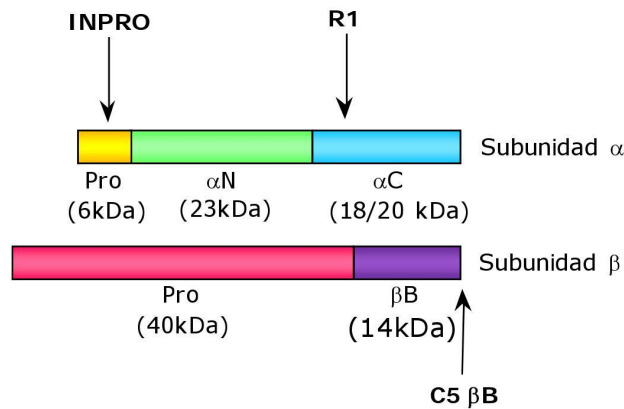 INPRO
R1
Subunidad α
Pro
αN
αC
(6kDa)
(23kDa)
(18/20 kDa)
Subunidad β
Pro
βB
(40kDa)
(14kDa)
C5 βB